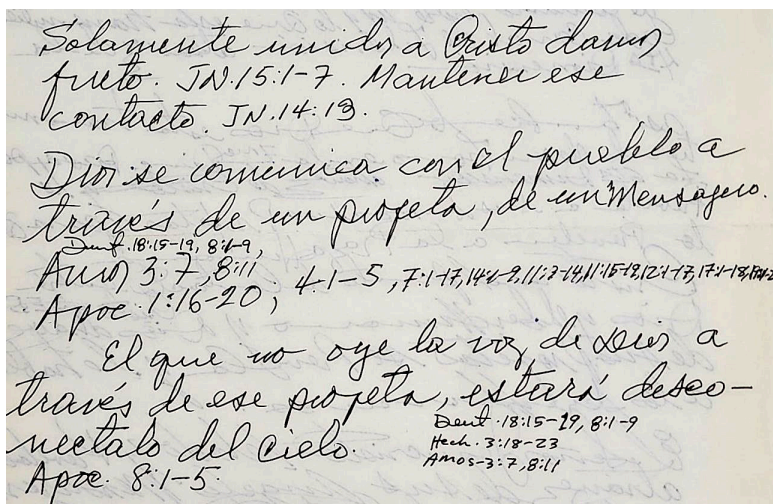 Solamente unidos a Cristo damos
fruto. JN.15:1-7. Mantener ese
contacto. JN.14:13.
Dios se comunica con el pueblo a
través de un profeta, de un Mensagero.
Deut. 18:15-19, 8:1-9,
Amos 3:7, 8:11
Apoc. 1:16-20; 4:1-5, 7:1-17, 14:1-2, 11:7-14, 11:15-19, 12:1-17, 17:1-18,
El que no oye la voz de Dios a
través de ese profeta, estará desco-
nectalo del cielo.
Deut. 18:15-19, 8:1-9
Hech. 3:18-23
Amos-3:7, 8:11
Apoc. 8:1-5.